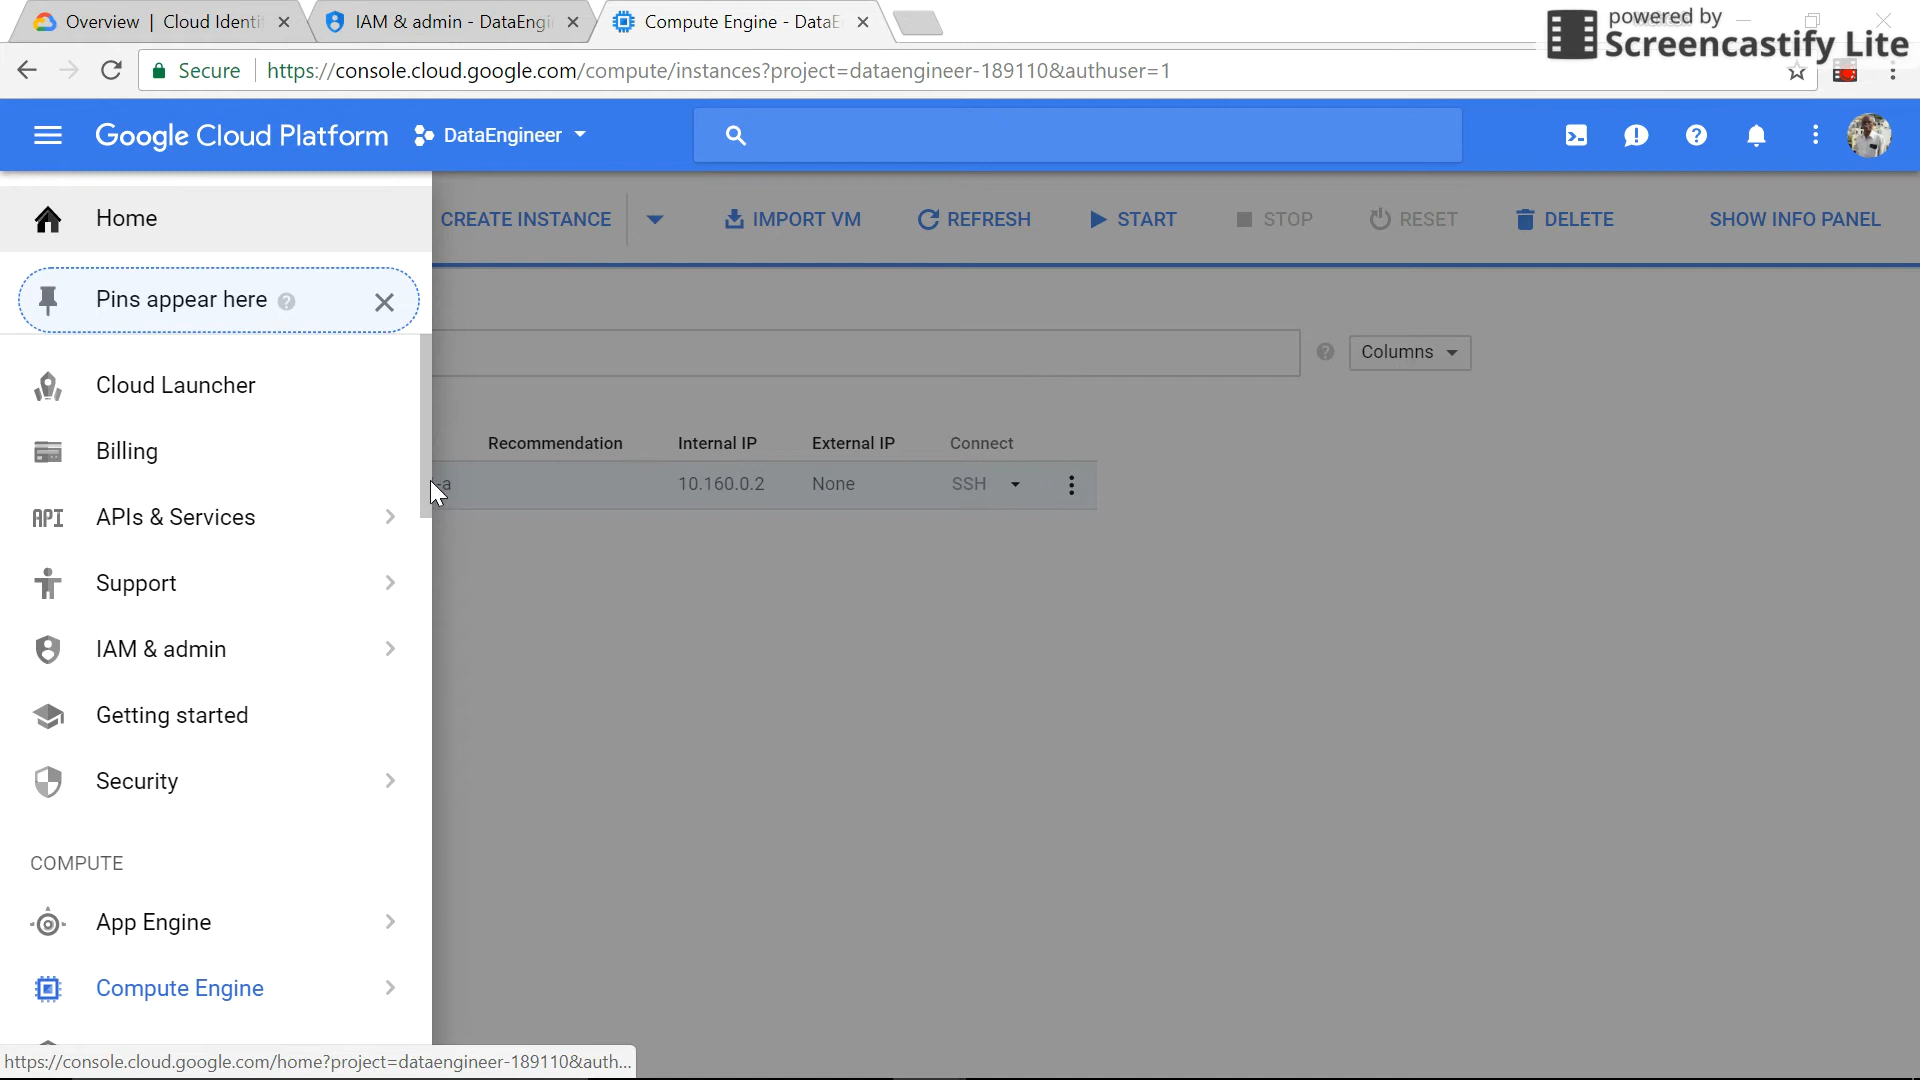 Overview | Cloud Identi
IAM & admin - DataEngi
Compute Engine - DataE
powered by
Screencastify Lite
Secure
https://console.cloud.google.com/compute/instances?project=dataengineer-189110&authuser=1
Google Cloud Platform
DataEngineer
Home
CREATE INSTANCE
IMPORT VM
REFRESH
START
STOP
RESET
DELETE
SHOW INFO PANEL
Pins appear here
Columns
Cloud Launcher
Recommendation
Internal IP
External IP
Connect
Billing
-a
10.160.0.2
None
SSH
API
APIs & Services
Support
IAM & admin
Getting started
Security
COMPUTE
App Engine
Compute Engine
https://console.cloud.google.com/home?project=dataengineer-189110&auth...